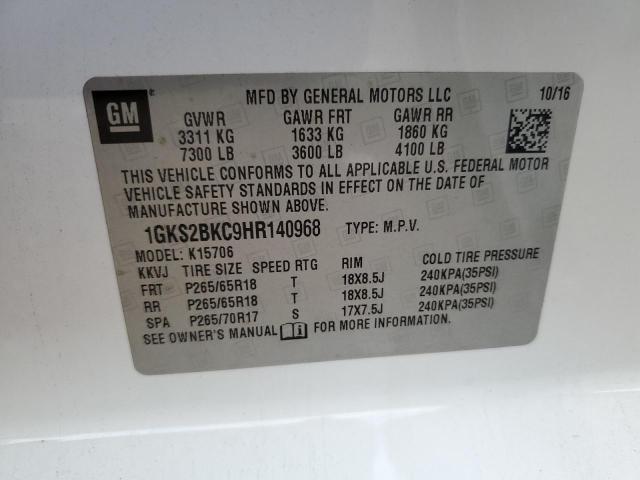 GM
MFD BY GENERAL MOTORS LLC 10/16
GVWR GAWR FRT GAWR RR
3311 KG 1633 KG 1860 KG
7300 LB 3600 LB 4100 LB
THIS VEHICLE CONFORMS TO ALL APPLICABLE U.S. FEDERAL MOTOR
VEHICLE SAFETY STANDARDS IN EFFECT ON THE DATE OF
MANUFACTURE SHOWN ABOVE.
1GKS2BKC9HR140968 TYPE: M.P.V.
MODEL: K15706
KKVJ TIRE SIZE SPEED RTG RIM COLD TIRE PRESSURE
FRT P265/65R18 T 18X8.5J 240KPA(35PSI)
RR P265/65R18 T 18X8.5J 240KPA(35PSI)
SPA P265/70R17 S 17X7.5J 240KPA(35PSI)
SEE OWNER'S MANUAL FOR MORE INFORMATION.